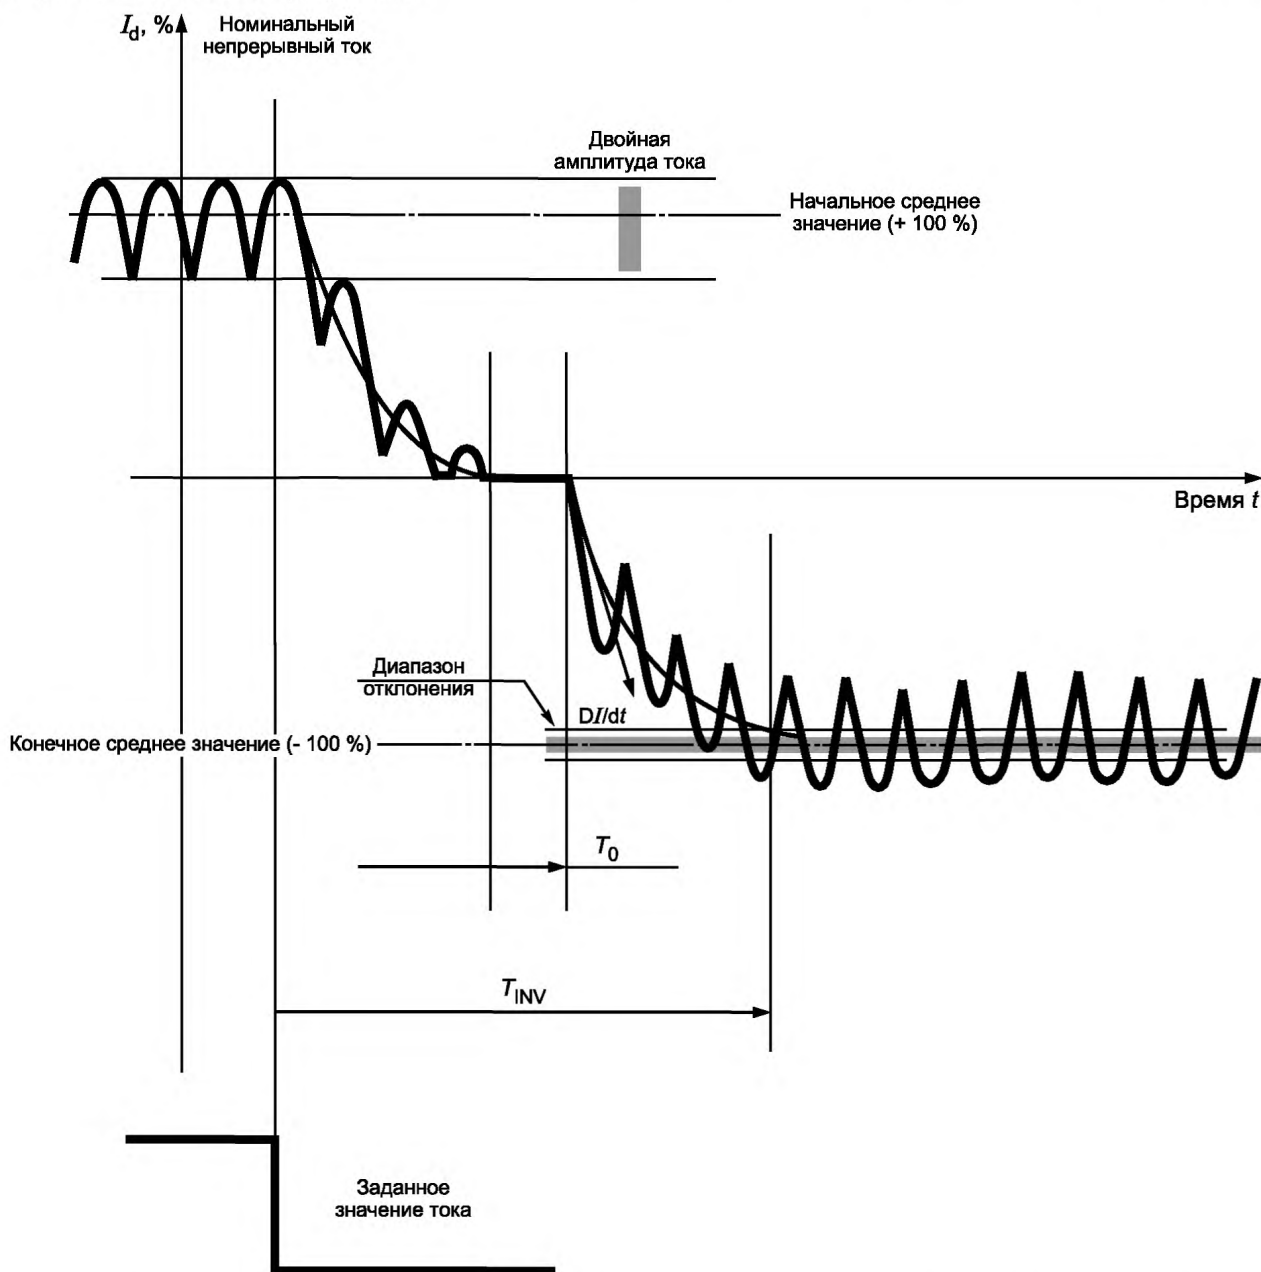 I_d, %
Номинальный
непрерывный ток
Двойная
амплитуда тока
Начальное среднее
значение (+ 100 %)
Время t
Диапазон
отклонения
DI/dt
Конечное среднее значение (- 100 %)
T_0
T_INV
Заданное
значение тока